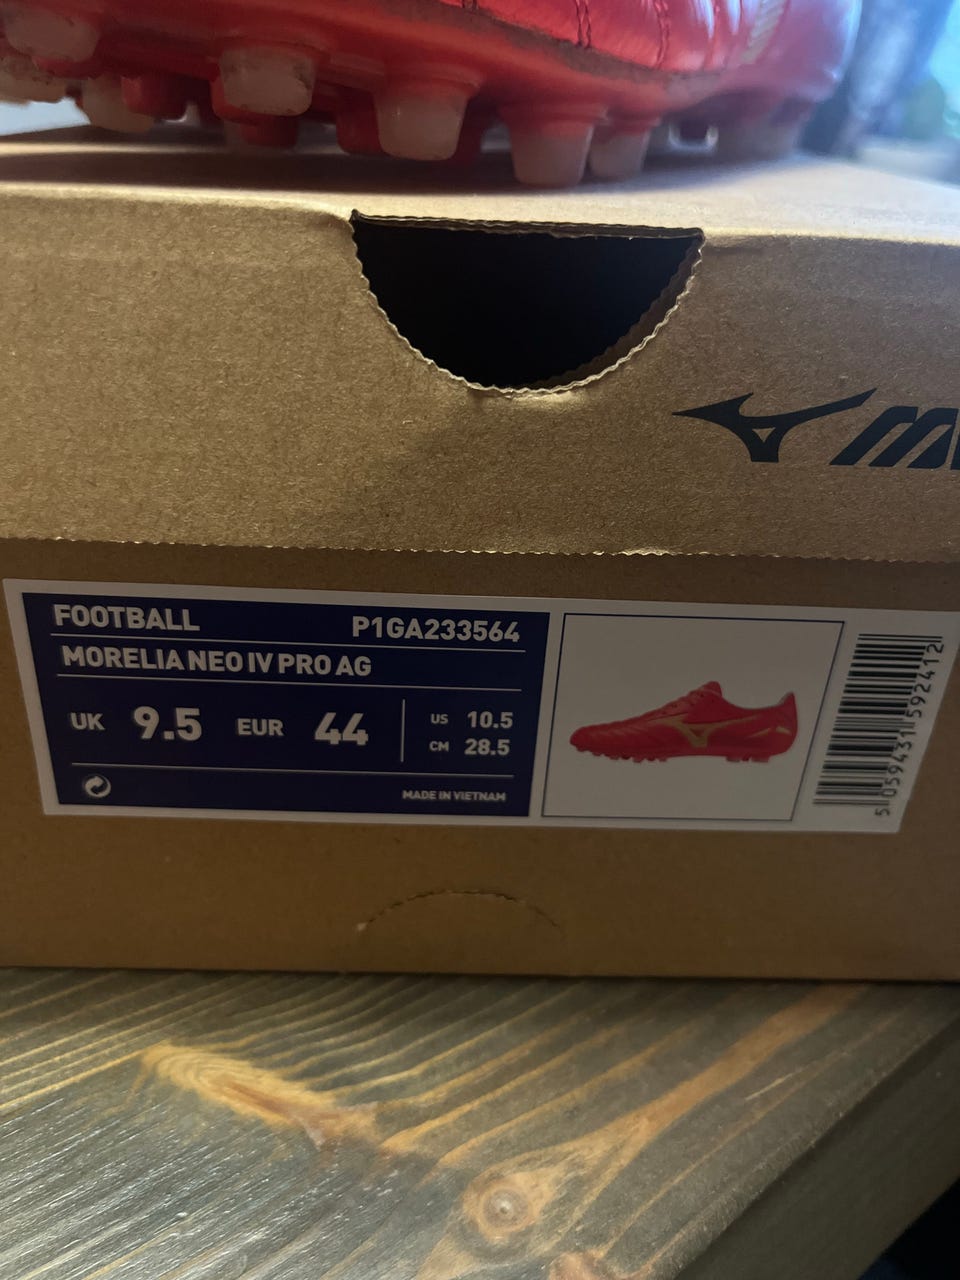 FOOTBALL P1GA233564
MORELIA NEO IV PRO AG
UK 9.5 EUR 44 US 10.5
CM 28.5
MADE IN VIETNAM
5 059431 592412